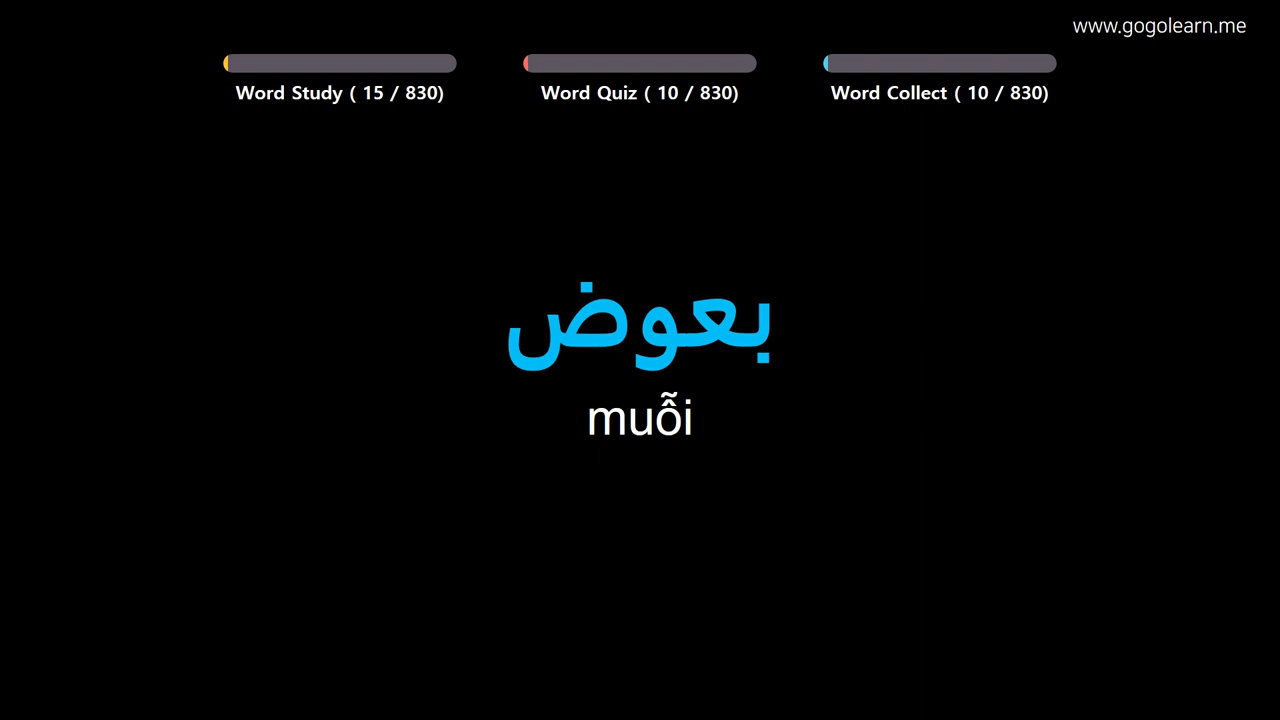 www.gogolearn.me
Word Study ( 15 / 830)
Word Quiz ( 10 / 830)
Word Collect ( 10 / 830)
بعوض
muỗi